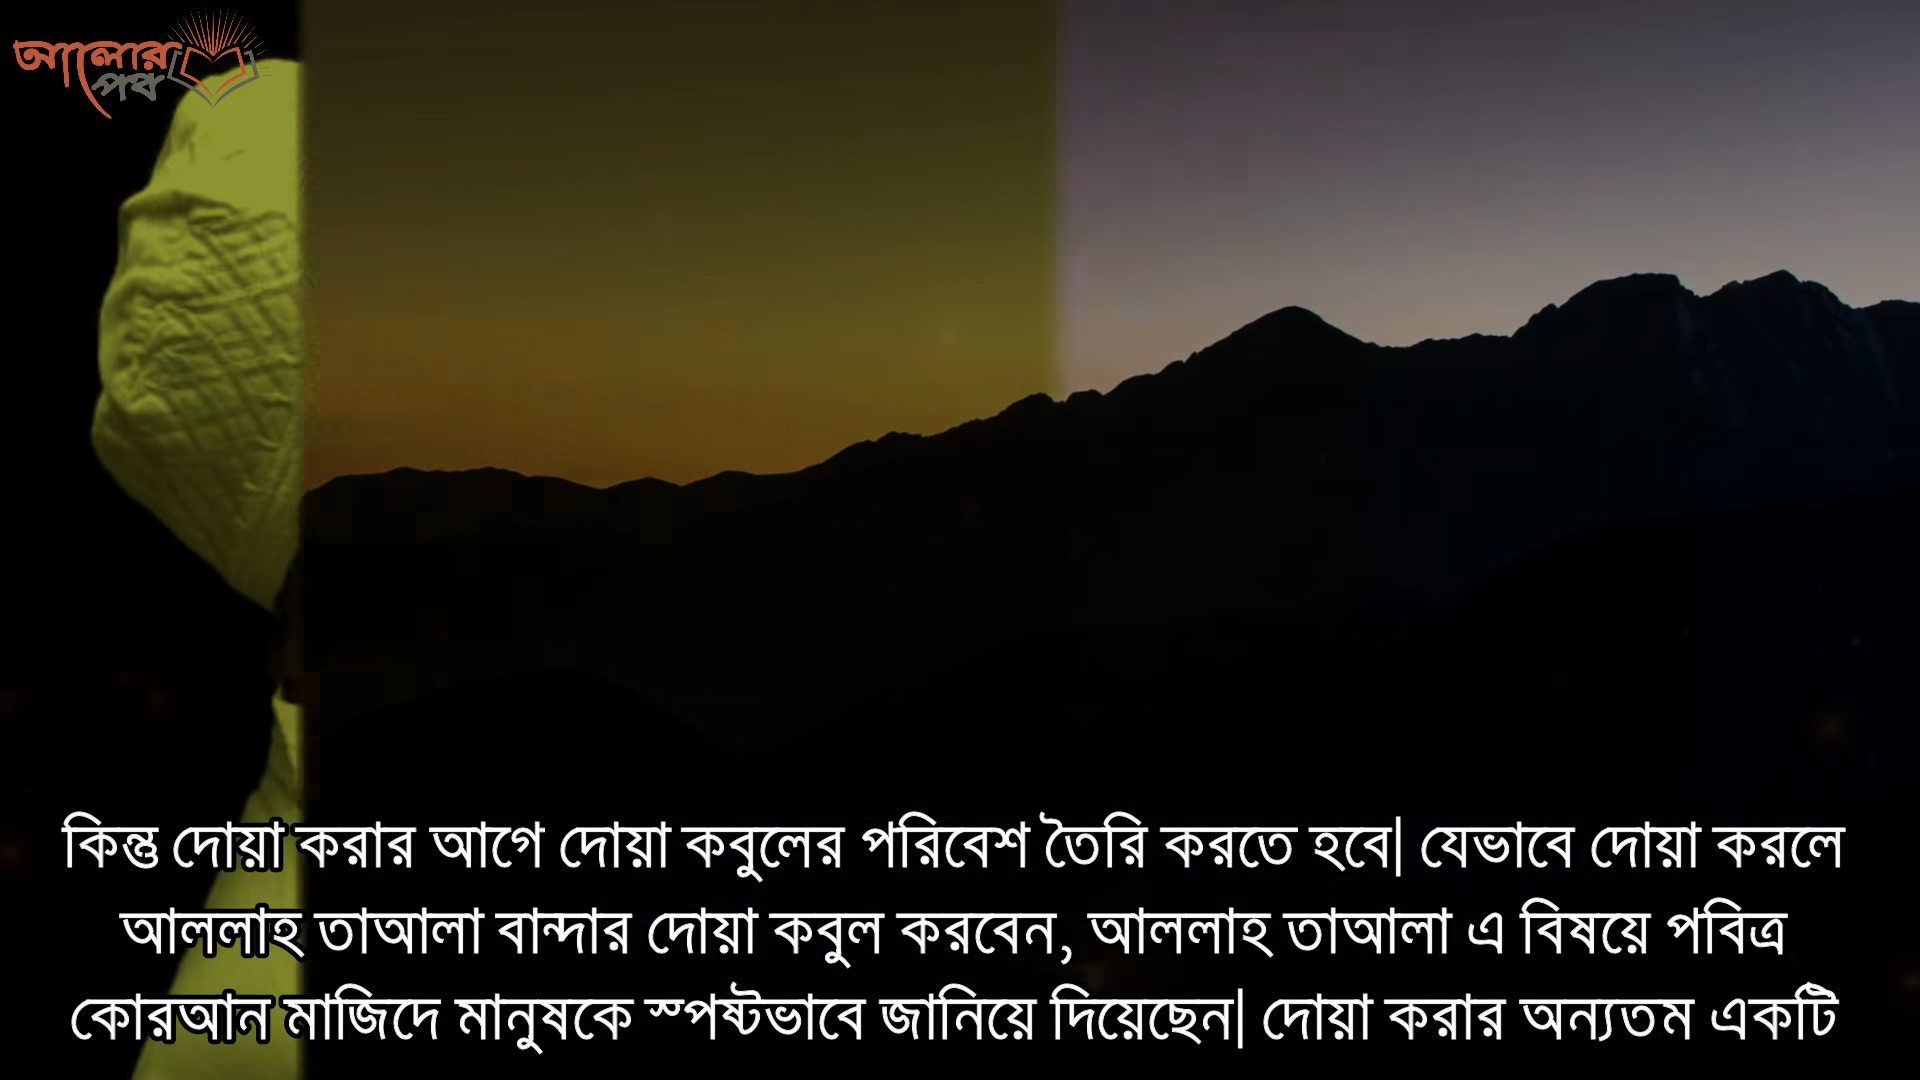 আলোর
পথ
কিন্তু দোয়া করার আগে দোয়া কবুলের পরিবেশ তৈরি করতে হবে| যেভাবে দোয়া করলে
আললাহ তাআলা বান্দার দোয়া কবুল করবেন, আললাহ তাআলা এ বিষয়ে পবিত্র
কোরআন মাজিদে মানুষকে স্পষ্টভাবে জানিয়ে দিয়েছেন| দোয়া করার অন্যতম একটি